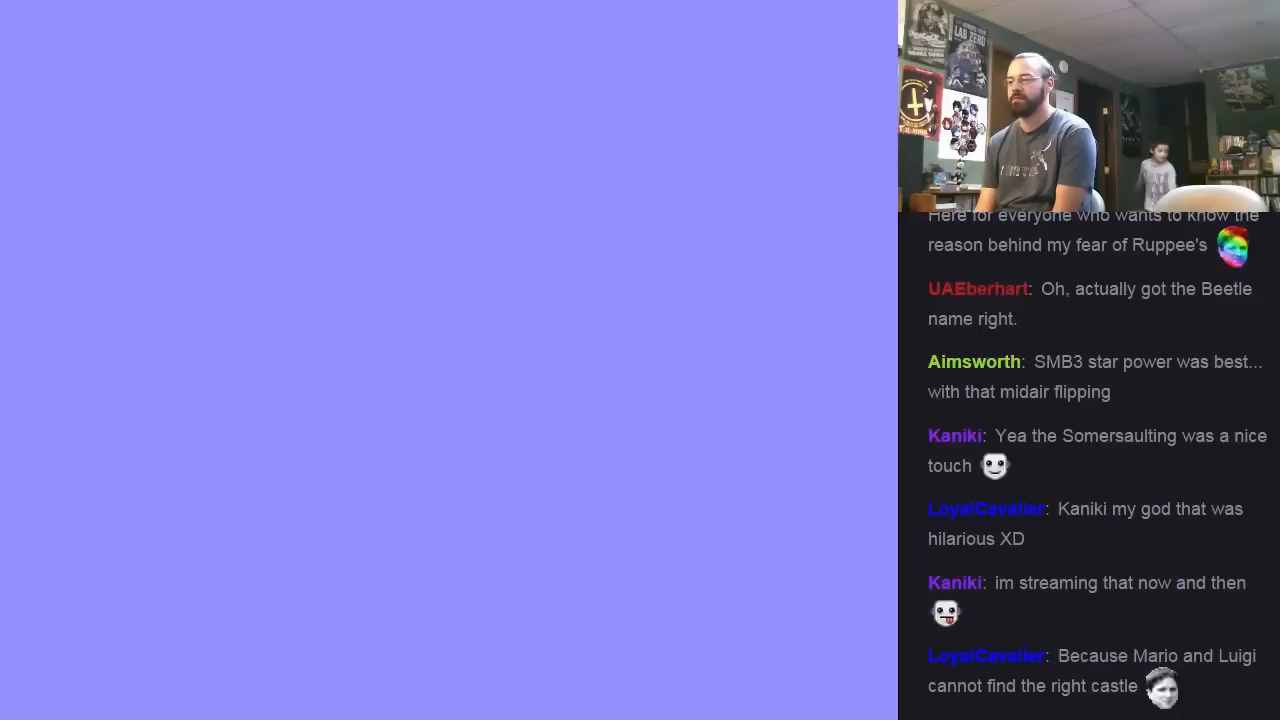 LAB ZERO
Here for everyone who wants to know the
reason behind my fear of Ruppee's
UAEberhart: Oh, actually got the Beetle
name right.
Aimsworth: SMB3 star power was best...
with that midair flipping
Kaniki: Yea the Somersaulting was a nice
touch
LoyalCavalier: Kaniki my god that was
hilarious XD
Kaniki: im streaming that now and then
LoyalCavalier: Because Mario and Luigi
cannot find the right castle